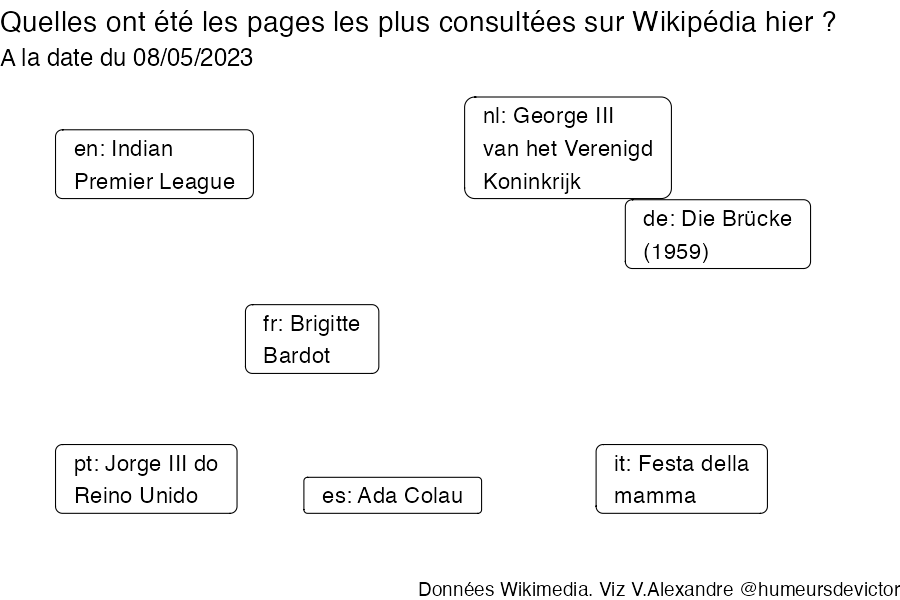 Quelles ont été les pages les plus consultées sur Wikipédia hier ?
A la date du 08/05/2023
en: Indian
Premier League
nl: George III
van het Verenigd
Koninkrijk
de: Die Brücke
(1959)
fr: Brigitte
Bardot
pt: Jorge III do
Reino Unido
es: Ada Colau
it: Festa della
mamma
Données Wikimedia. Viz V.Alexandre @humeursdevictor